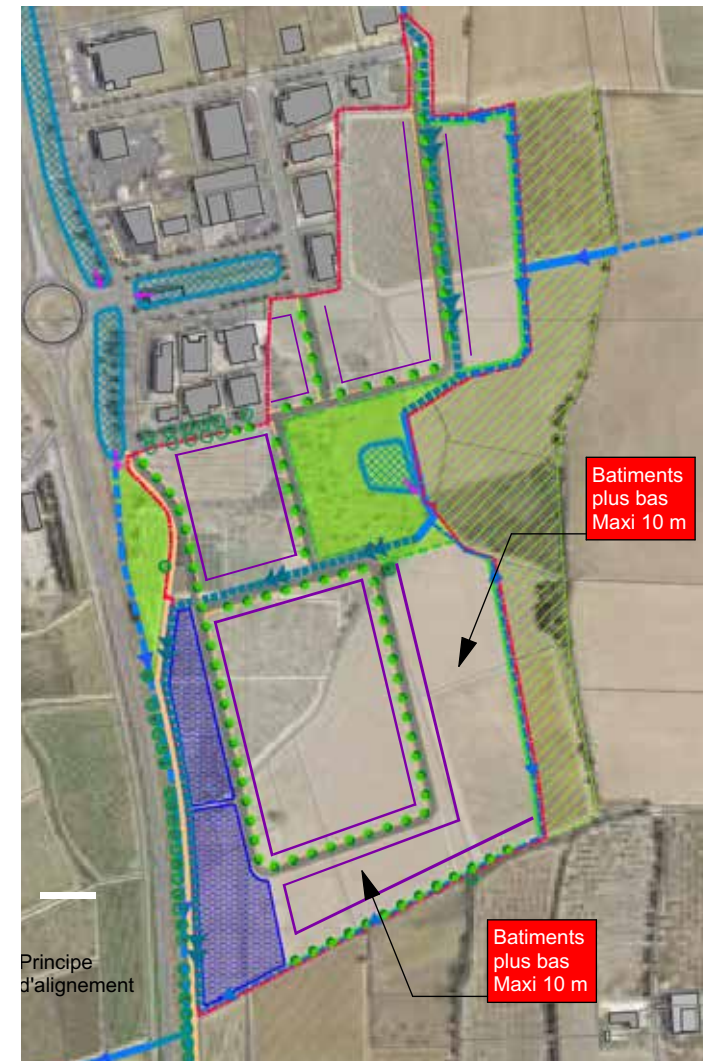 Batiments
plus bas
Maxi 10 m
Batiments
plus bas
Maxi 10 m
Principe
d'alignement